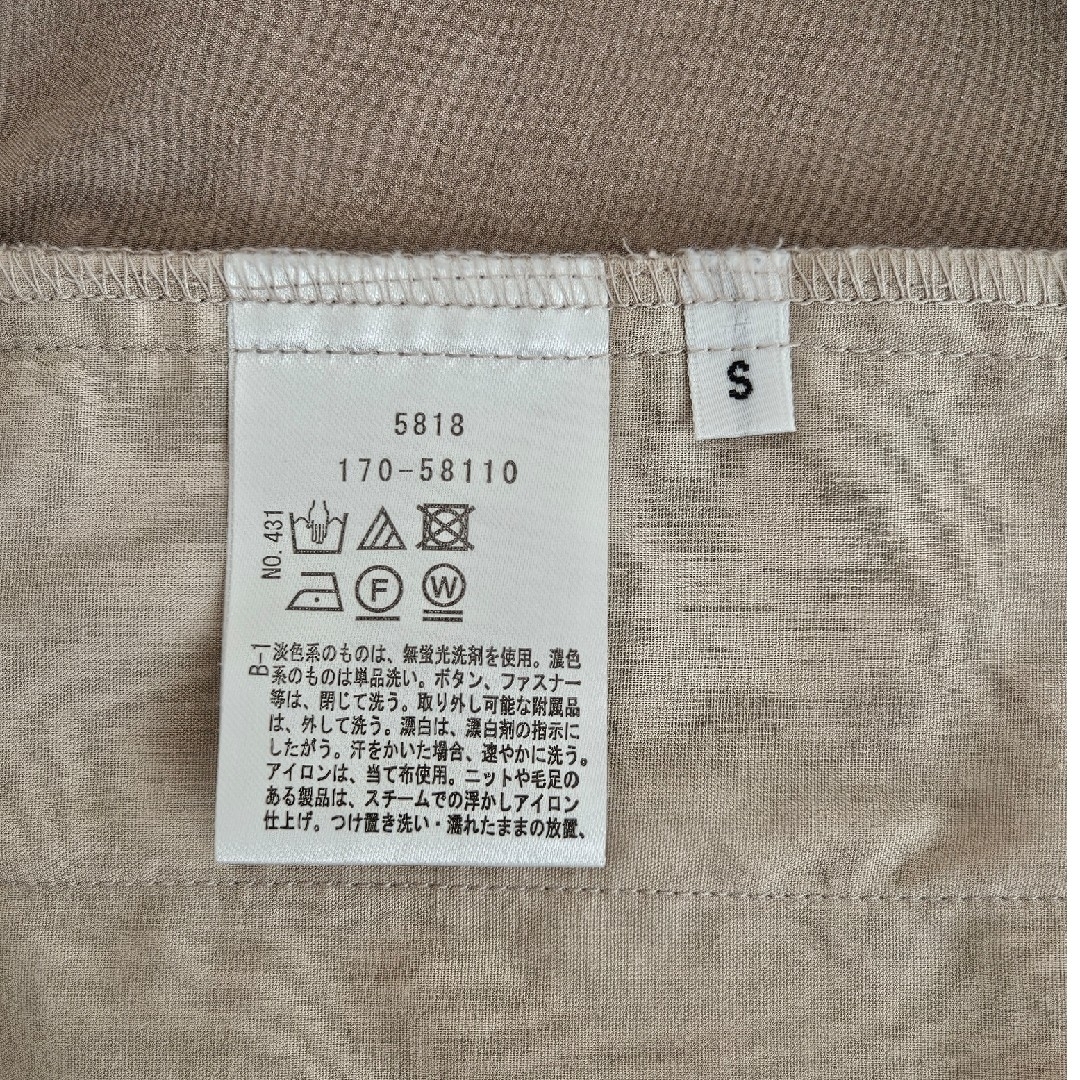 S
5818
170-58110
NO.431
F W
B-1
淡色系のものは、無蛍光洗剤を使用。濃色
系のものは単品洗い。ボタン、ファスナー
等は、閉じて洗う。取り外し可能な附属品
は、外して洗う。漂白は、漂白剤の指示に
したがう。汗をかいた場合、速やかに洗う。
アイロンは、当て布使用。ニットや毛足の
ある製品は、スチームでの浮かしアイロン
仕上げ。つけ置き洗い・濡れたままの放置、